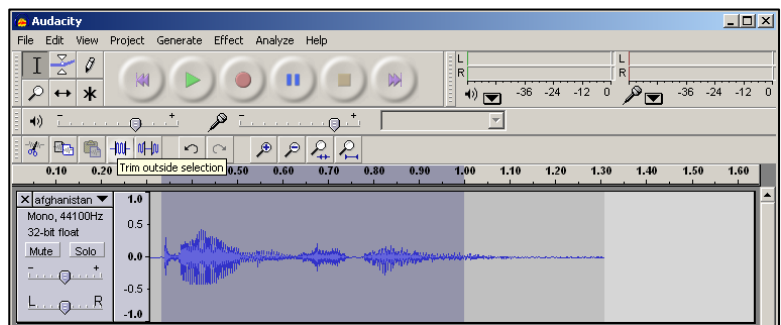 Audacity
File Edit View Project Generate Effect Analyze Help
L
R
-36 -24 -12 0
L
R
-36 -24 -12 0
- +
- +
Trim outside selection
0.10 0.20 0.50 0.60 0.70 0.80 0.90 1.00 1.10 1.20 1.30 1.40 1.50 1.60
X afghanistan
Mono, 44100Hz
32-bit float
Mute Solo
- +
L R
1.0
0.5
0.0
-0.5
-1.0